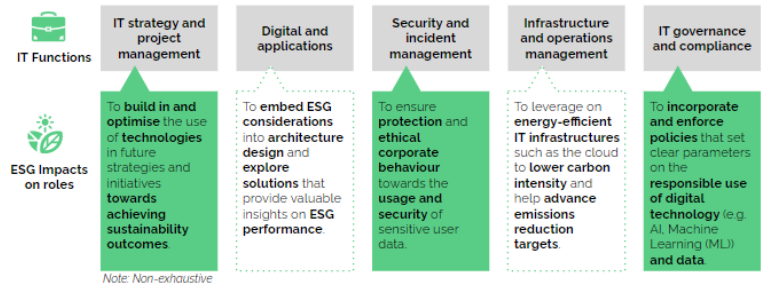 IT Functions
IT strategy and
project
management
Digital and
applications
Security and
incident
management
Infrastructure
and operations
management
IT governance
and compliance
ESG Impacts
on roles
To build in and
optimise the use
of technologies
in future
strategies and
initiatives
towards
achieving
sustainability
outcomes.
To embed ESG
considerations
into architecture
design and
explore
solutions that
provide valuable
insights on ESG
performance.
To ensure
protection and
ethical
corporate
behaviour
towards the
usage and
security of
sensitive user
data.
To leverage on
energy-efficient
IT infrastructures
such as the cloud
to lower carbon
intensity and
help advance
emissions
reduction
targets.
To incorporate
and enforce
policies that set
clear parameters
on the
responsible use
of digital
technology (e.g.
AI, Machine
Learning (ML))
and data.
Note: Non-exhaustive